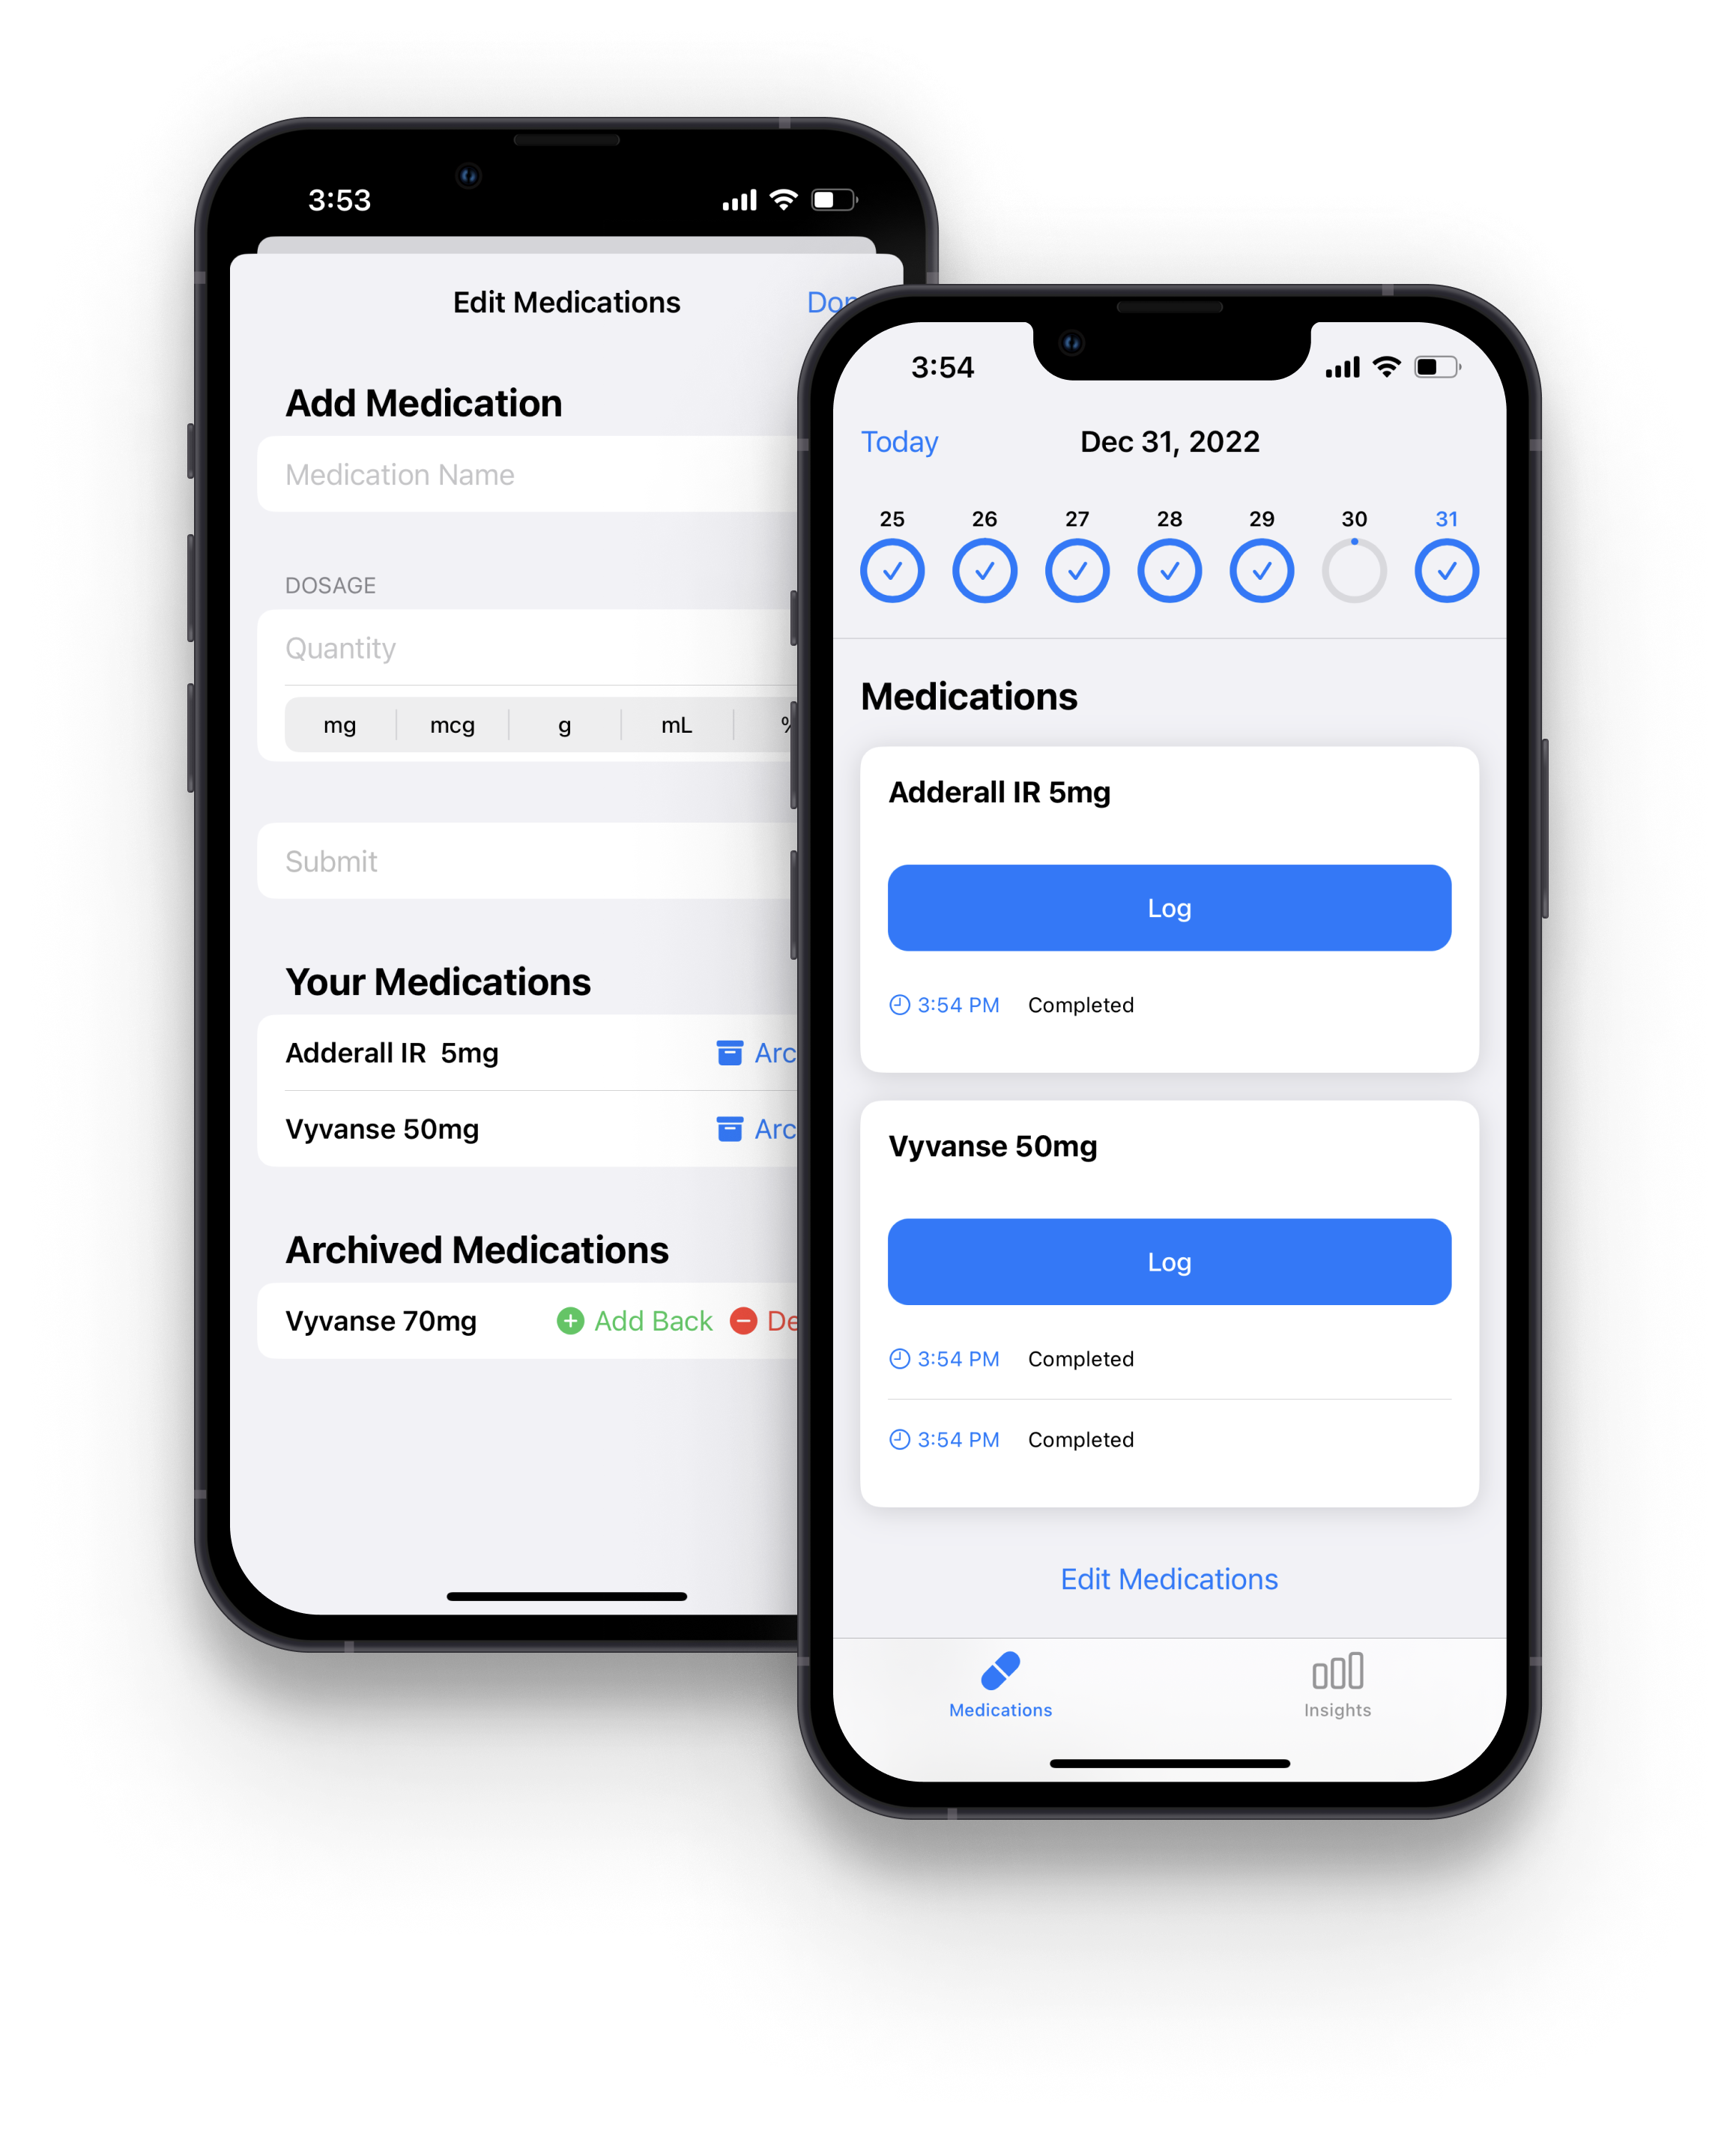 3:53
Edit Medications
Add Medication
Medication Name
DOSAGE
Quantity
mg mcg g mL %
Submit
Your Medications
Adderall IR 5mg
Vyvanse 50mg
Archived Medications
Vyvanse 70mg Add Back
3:54
Today Dec 31, 2022
25 26 27 28 29 30 31
Medications
Adderall IR 5mg
Log
3:54 PM Completed
Vyvanse 50mg
Log
3:54 PM Completed
3:54 PM Completed
Edit Medications
Medications Insights